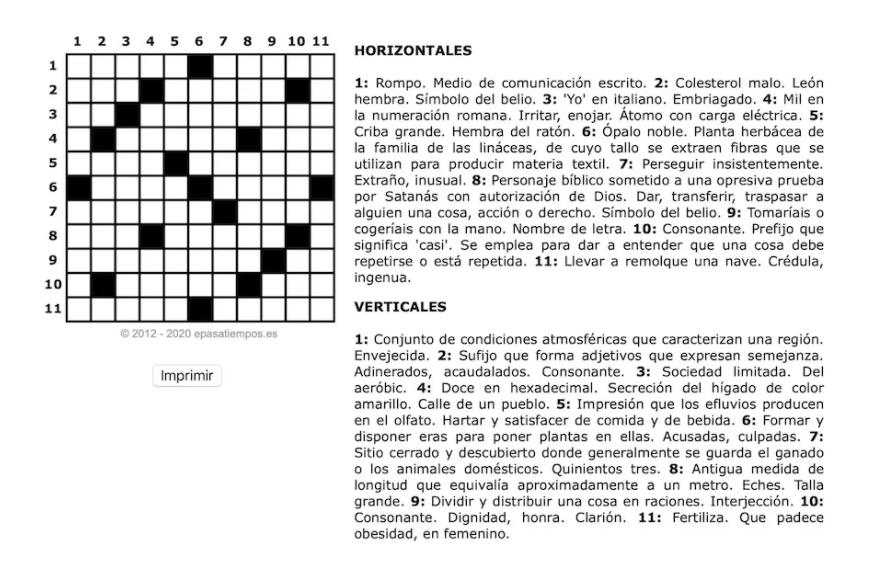 1 2 3 4 5 6 7 8 9 10 11
1
2
3
4
5
6
7
8
9
10
11
© 2012 - 2020 epasatiempos.es
Imprimir
HORIZONTALES
1: Rompo. Medio de comunicación escrito. 2: Colesterol malo. León
hembra. Símbolo del belio. 3: 'Yo' en italiano. Embriagado. 4: Mil en
la numeración romana. Irritar, enojar. Átomo con carga eléctrica. 5:
Criba grande. Hembra del ratón. 6: Ópalo noble. Planta herbácea de
la familia de las lináceas, de cuyo tallo se extraen fibras que se
utilizan para producir materia textil. 7: Perseguir insistentemente.
Extraño, inusual. 8: Personaje bíblico sometido a una opresiva prueba
por Satanás con autorización de Dios. Dar, transferir, traspasar a
alguien una cosa, acción o derecho. Símbolo del belio. 9: Tomaríais o
cogeríais con la mano. Nombre de letra. 10: Consonante. Prefijo que
significa 'casi'. Se emplea para dar a entender que una cosa debe
repetirse o está repetida. 11: Llevar a remolque una nave. Crédula,
ingenua.
VERTICALES
1: Conjunto de condiciones atmosféricas que caracterizan una región.
Envejecida. 2: Sufijo que forma adjetivos que expresan semejanza.
Adinerados, acaudalados. Consonante. 3: Sociedad limitada. Del
aeróbic. 4: Doce en hexadecimal. Secreción del hígado de color
amarillo. Calle de un pueblo. 5: Impresión que los efluvios producen
en el olfato. Hartar y satisfacer de comida y de bebida. 6: Formar y
disponer eras para poner plantas en ellas. Acusadas, culpadas. 7:
Sitio cerrado y descubierto donde generalmente se guarda el ganado
o los animales domésticos. Quinientos tres. 8: Antigua medida de
longitud que equivalía aproximadamente a un metro. Eches. Talla
grande. 9: Dividir y distribuir una cosa en raciones. Interjección. 10:
Consonante. Dignidad, honra. Clarión. 11: Fertiliza. Que padece
obesidad, en femenino.